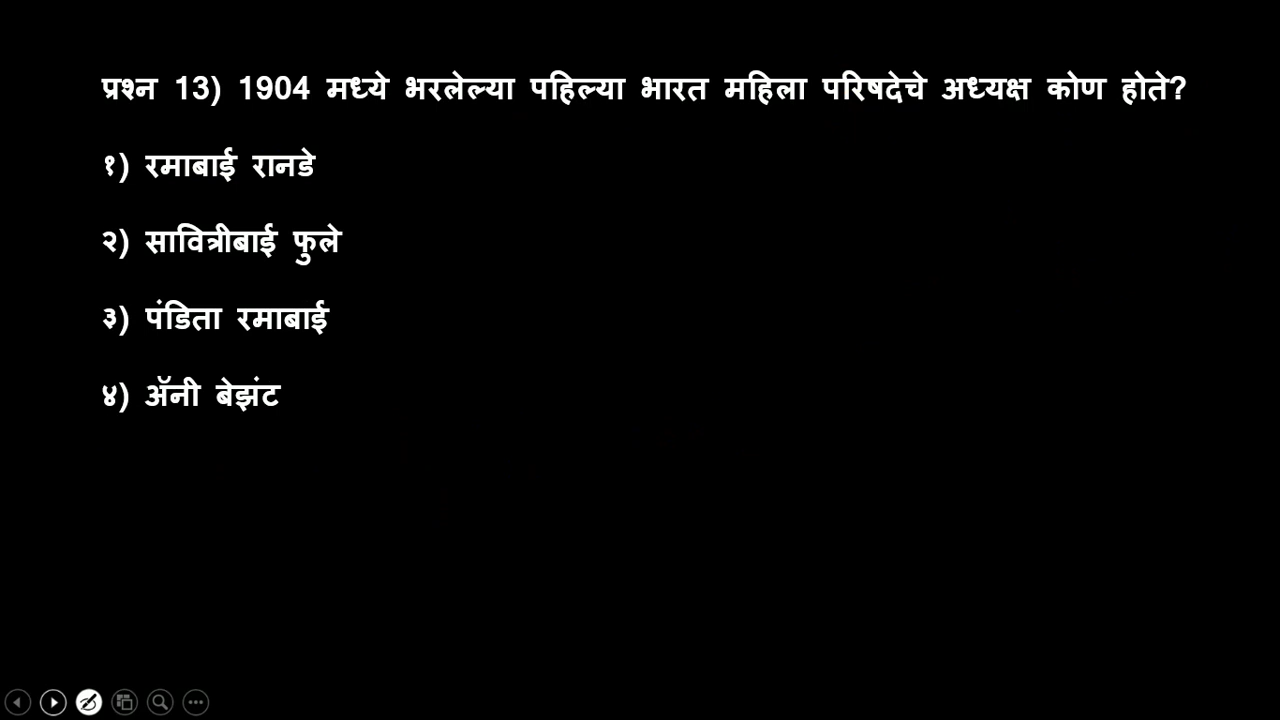 प्रश्न 13) 1904 मध्ये भरलेल्या पहिल्या भारत महिला परिषदेचे अध्यक्ष कोण होते?
१) रमाबाई रानडे
२) सावित्रीबाई फुले
३) पंडिता रमाबाई
४) ॲनी बेझंट